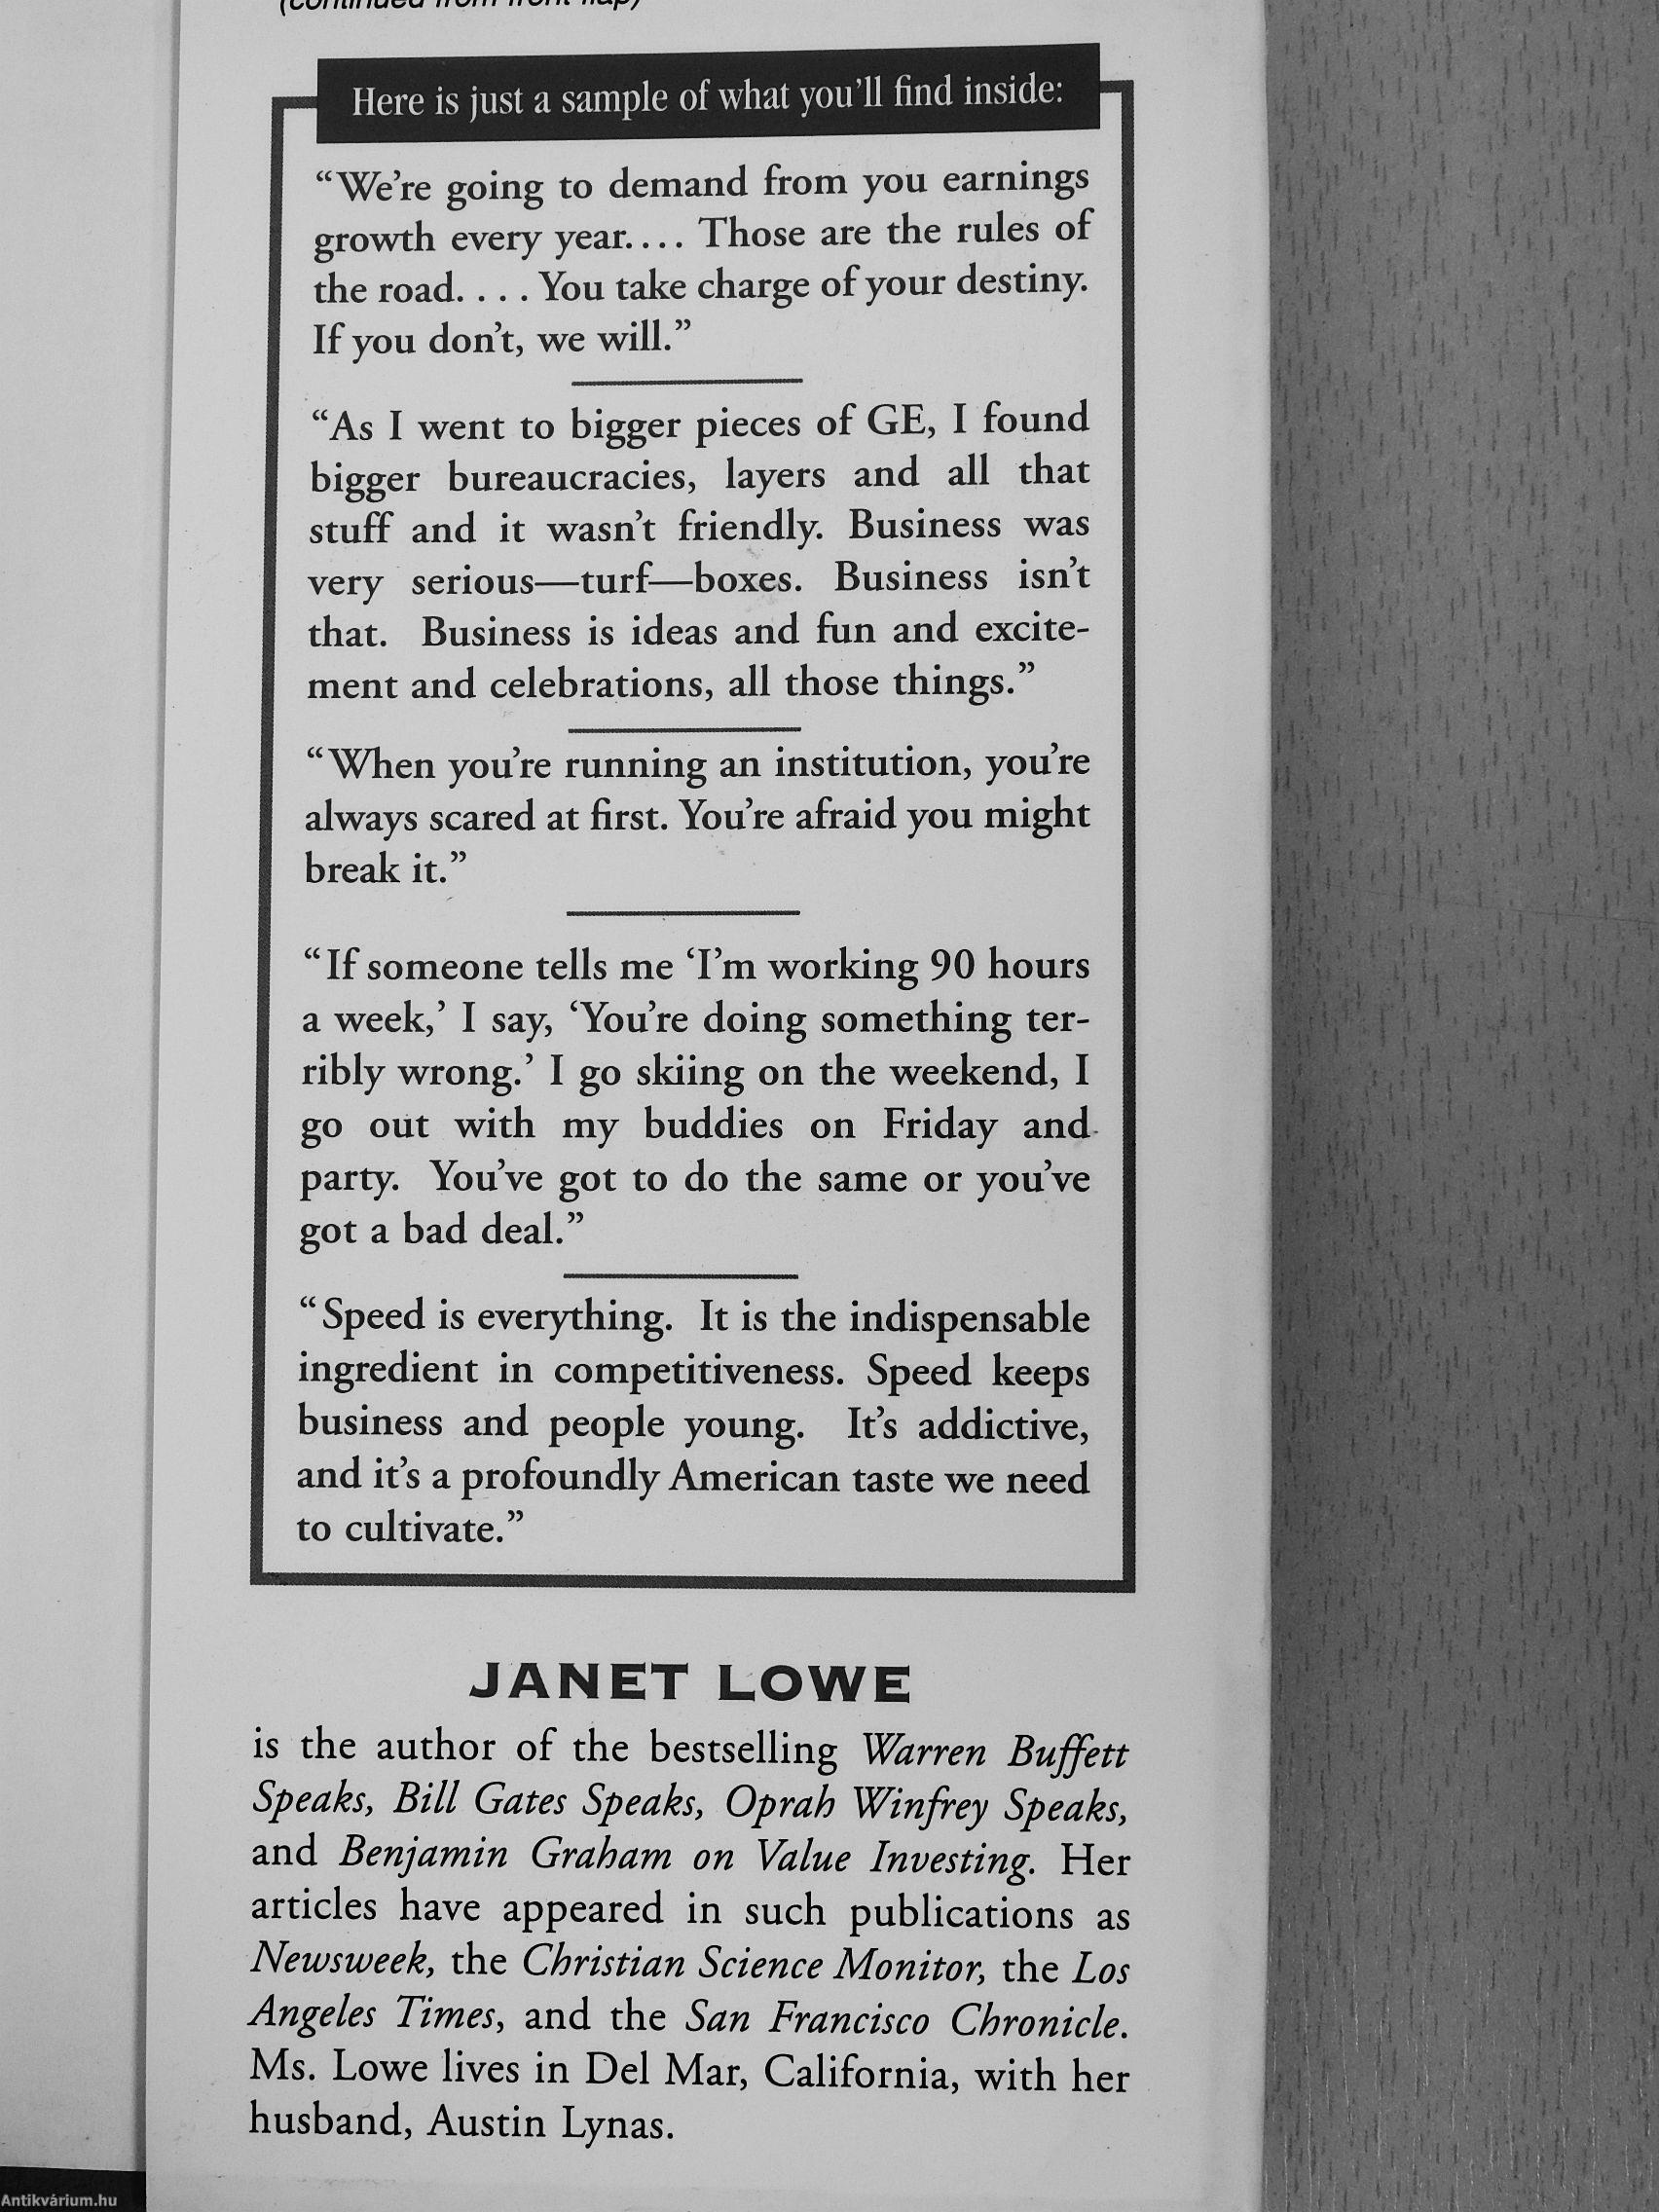 (continued from front flap)
Here is just a sample of what you’ll find inside:
“We’re going to demand from you earnings
growth every year.... Those are the rules of
the road. . . . You take charge of your destiny.
If you don’t, we will.”
“As I went to bigger pieces of GE, I found
bigger bureaucracies, layers and all that
stuff and it wasn’t friendly. Business was
very serious—turf—boxes. Business isn’t
that. Business is ideas and fun and excite-
ment and celebrations, all those things.”
“When you’re running an institution, you’re
always scared at first. You’re afraid you might
break it.”
“If someone tells me ‘I’m working 90 hours
a week,’ I say, ‘You’re doing something ter-
ribly wrong.’ I go skiing on the weekend, I
go out with my buddies on Friday and
party. You’ve got to do the same or you’ve
got a bad deal.”
“Speed is everything. It is the indispensable
ingredient in competitiveness. Speed keeps
business and people young. It’s addictive,
and it’s a profoundly American taste we need
to cultivate.”
JANET LOWE
is the author of the bestselling Warren Buffett
Speaks, Bill Gates Speaks, Oprah Winfrey Speaks,
and Benjamin Graham on Value Investing. Her
articles have appeared in such publications as
Newsweek, the Christian Science Monitor, the Los
Angeles Times, and the San Francisco Chronicle.
Ms. Lowe lives in Del Mar, California, with her
husband, Austin Lynas.
Antikvárium.hu